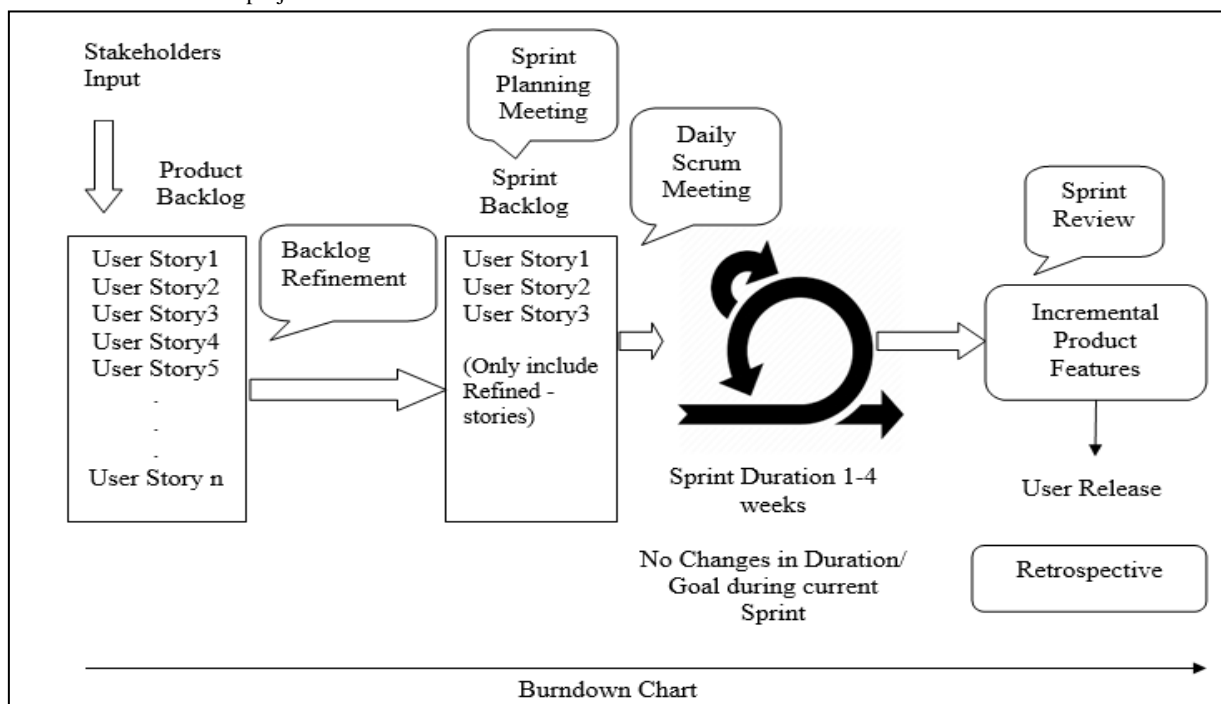 Stakeholders
Input
Product
Backlog
User Story1
User Story2
User Story3
User Story4
User Story5
.
.
.
User Story n
Backlog
Refinement
Sprint
Planning
Meeting
Sprint
Backlog
User Story1
User Story2
User Story3
(Only include
Refined -
stories)
Daily
Scrum
Meeting
Sprint Duration 1-4
weeks
No Changes in Duration/
Goal during current
Sprint
Sprint
Review
Incremental
Product
Features
User Release
Retrospective
Burndown Chart